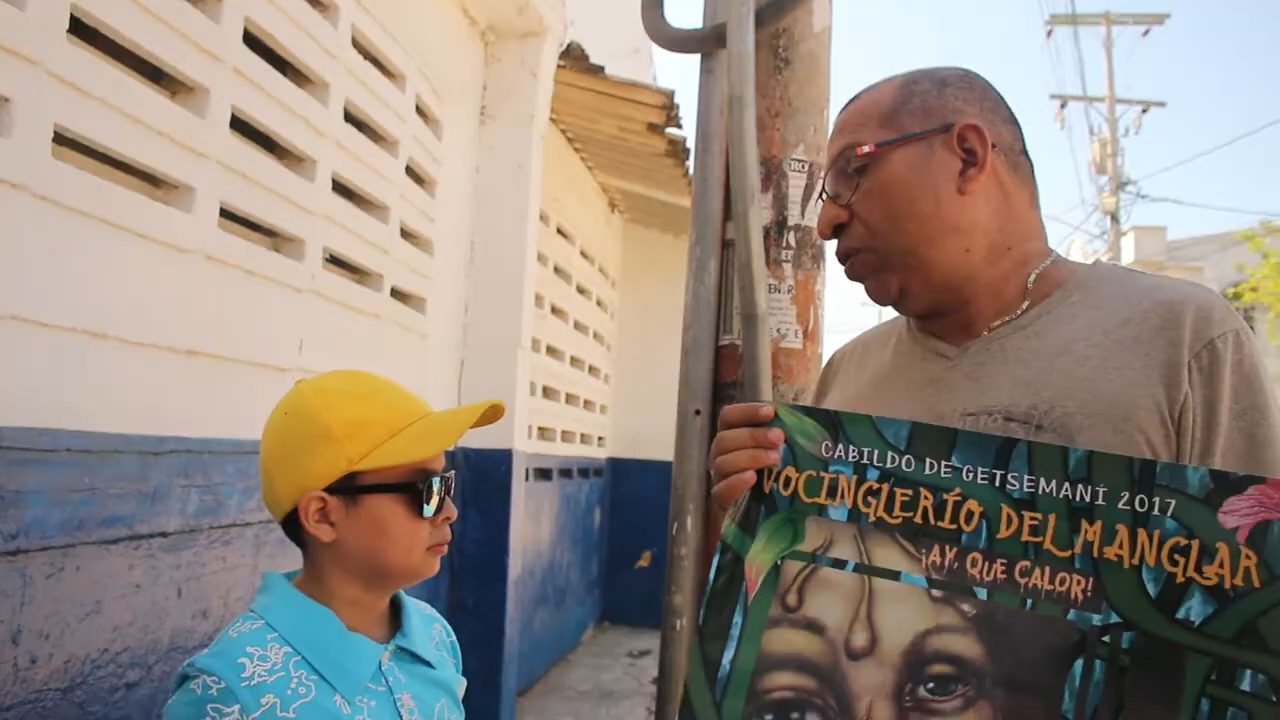 CABILDO DE GETSEMANÍ 2017
VOCINGLERÍO DEL MANGLAR
¡AY, QUE CALOR!